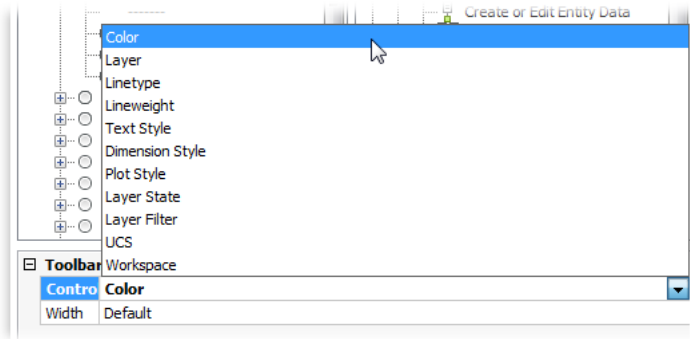 Create or Edit Entity Data
Color
Layer
Linetype
Lineweight
Text Style
Dimension Style
Plot Style
Layer State
Layer Filter
UCS
Workspace
Toolbar
Contro Color
Width Default